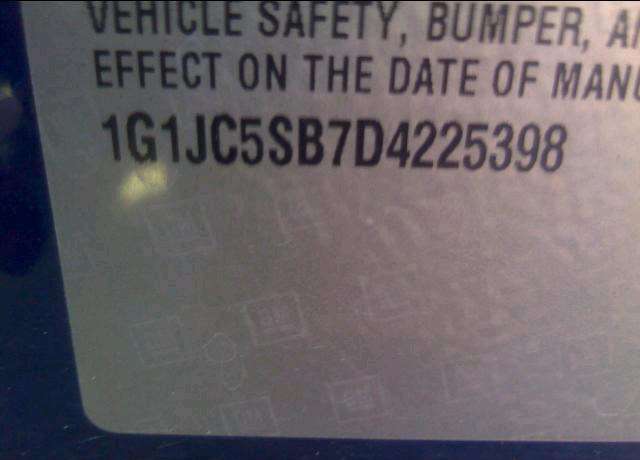 VEHICLE SAFETY, BUMPER,
EFFECT ON THE DATE OF
1G1JC5SB7D4225398